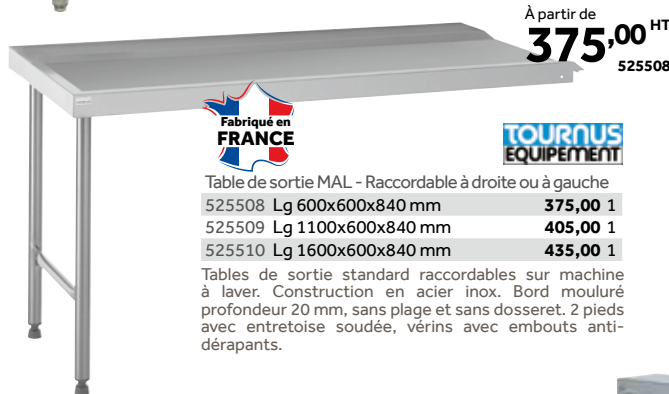 À partir de
375,00 HT
525508
Fabriqué en
FRANCE
TOURNUS
EQUIPEMENT
Table de sortie MAL - Raccordable à droite ou à gauche
525508 Lg 600x600x840 mm 375,00 1
525509 Lg 1100x600x840 mm 405,00 1
525510 Lg 1600x600x840 mm 435,00 1
Tables de sortie standard raccordables sur machine
à laver. Construction en acier inox. Bord mouluré
profondeur 20 mm, sans plage et sans dosseret. 2 pieds
avec entretoise soudée, vérins avec embouts anti-
dérapants.